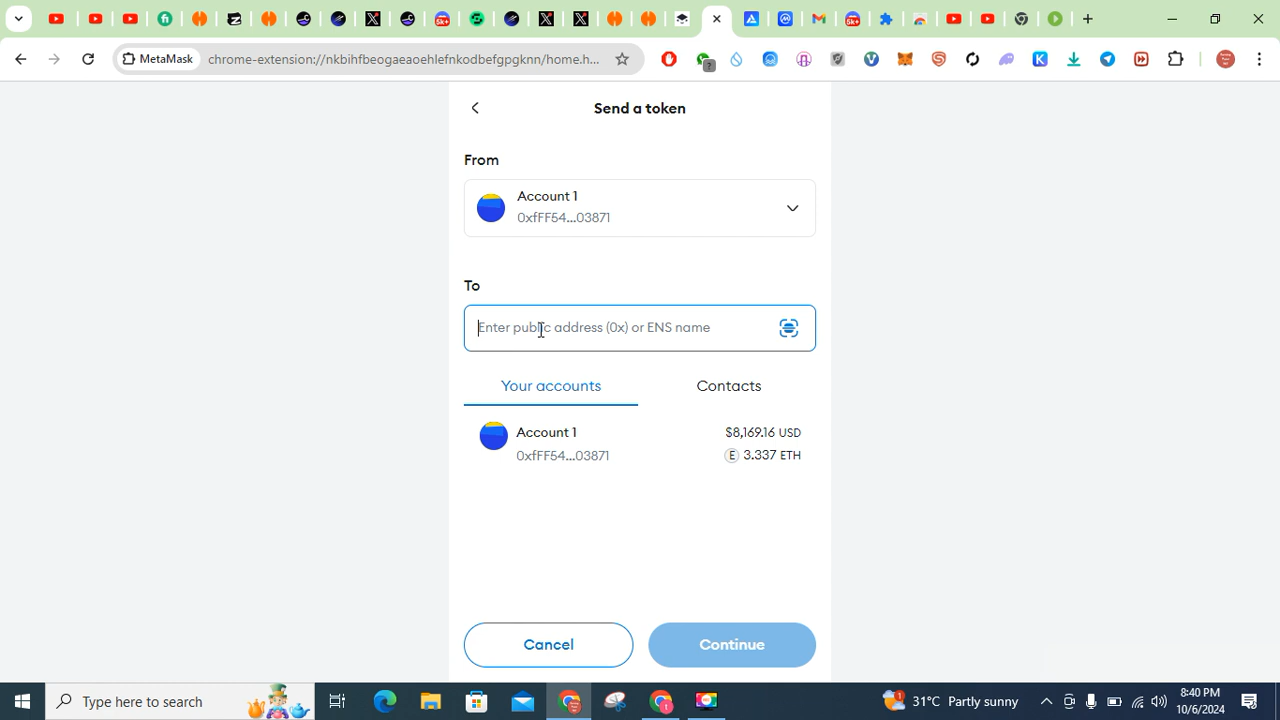 MetaMask
chrome-extension://nkbihfbeogaeaoehlefnkodbefgpgknn/home.h...
Send a token
From
Account 1
0xfFF54...03871
To
Enter public address (0x) or ENS name
Your accounts
Contacts
Account 1
$8,169.16 USD
0xfFF54...03871
E 3.337 ETH
Cancel
Continue
Type here to search
31°C Partly sunny
8:40 PM
10/6/2024